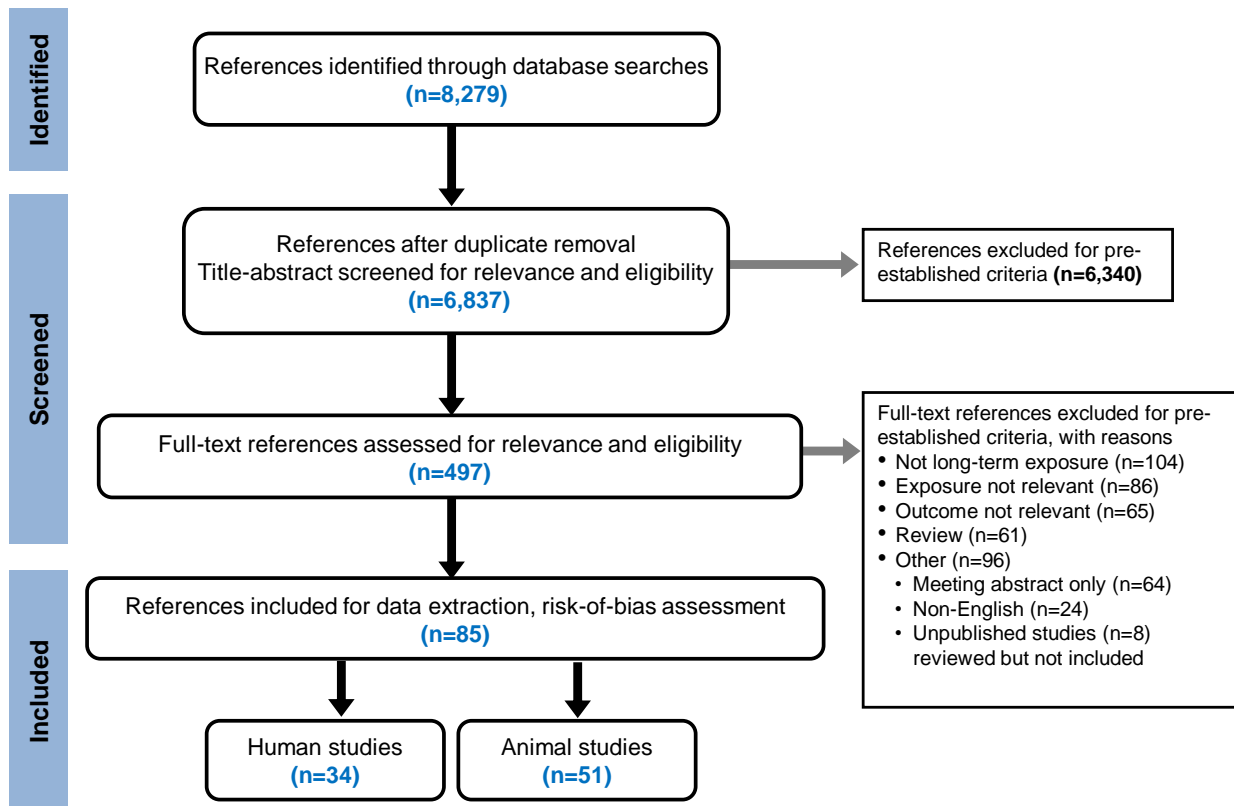 Identified
References identified through database searches
(n=8,279)
Screened
References after duplicate removal
Title-abstract screened for relevance and eligibility
(n=6,837)
References excluded for pre-
established criteria (n=6,340)
Full-text references assessed for relevance and eligibility
(n=497)
Full-text references excluded for pre-
established criteria, with reasons
• Not long-term exposure (n=104)
• Exposure not relevant (n=86)
• Outcome not relevant (n=65)
• Review (n=61)
• Other (n=96)
• Meeting abstract only (n=64)
• Non-English (n=24)
• Unpublished studies (n=8)
reviewed but not included
Included
References included for data extraction, risk-of-bias assessment
(n=85)
Human studies
(n=34)
Animal studies
(n=51)